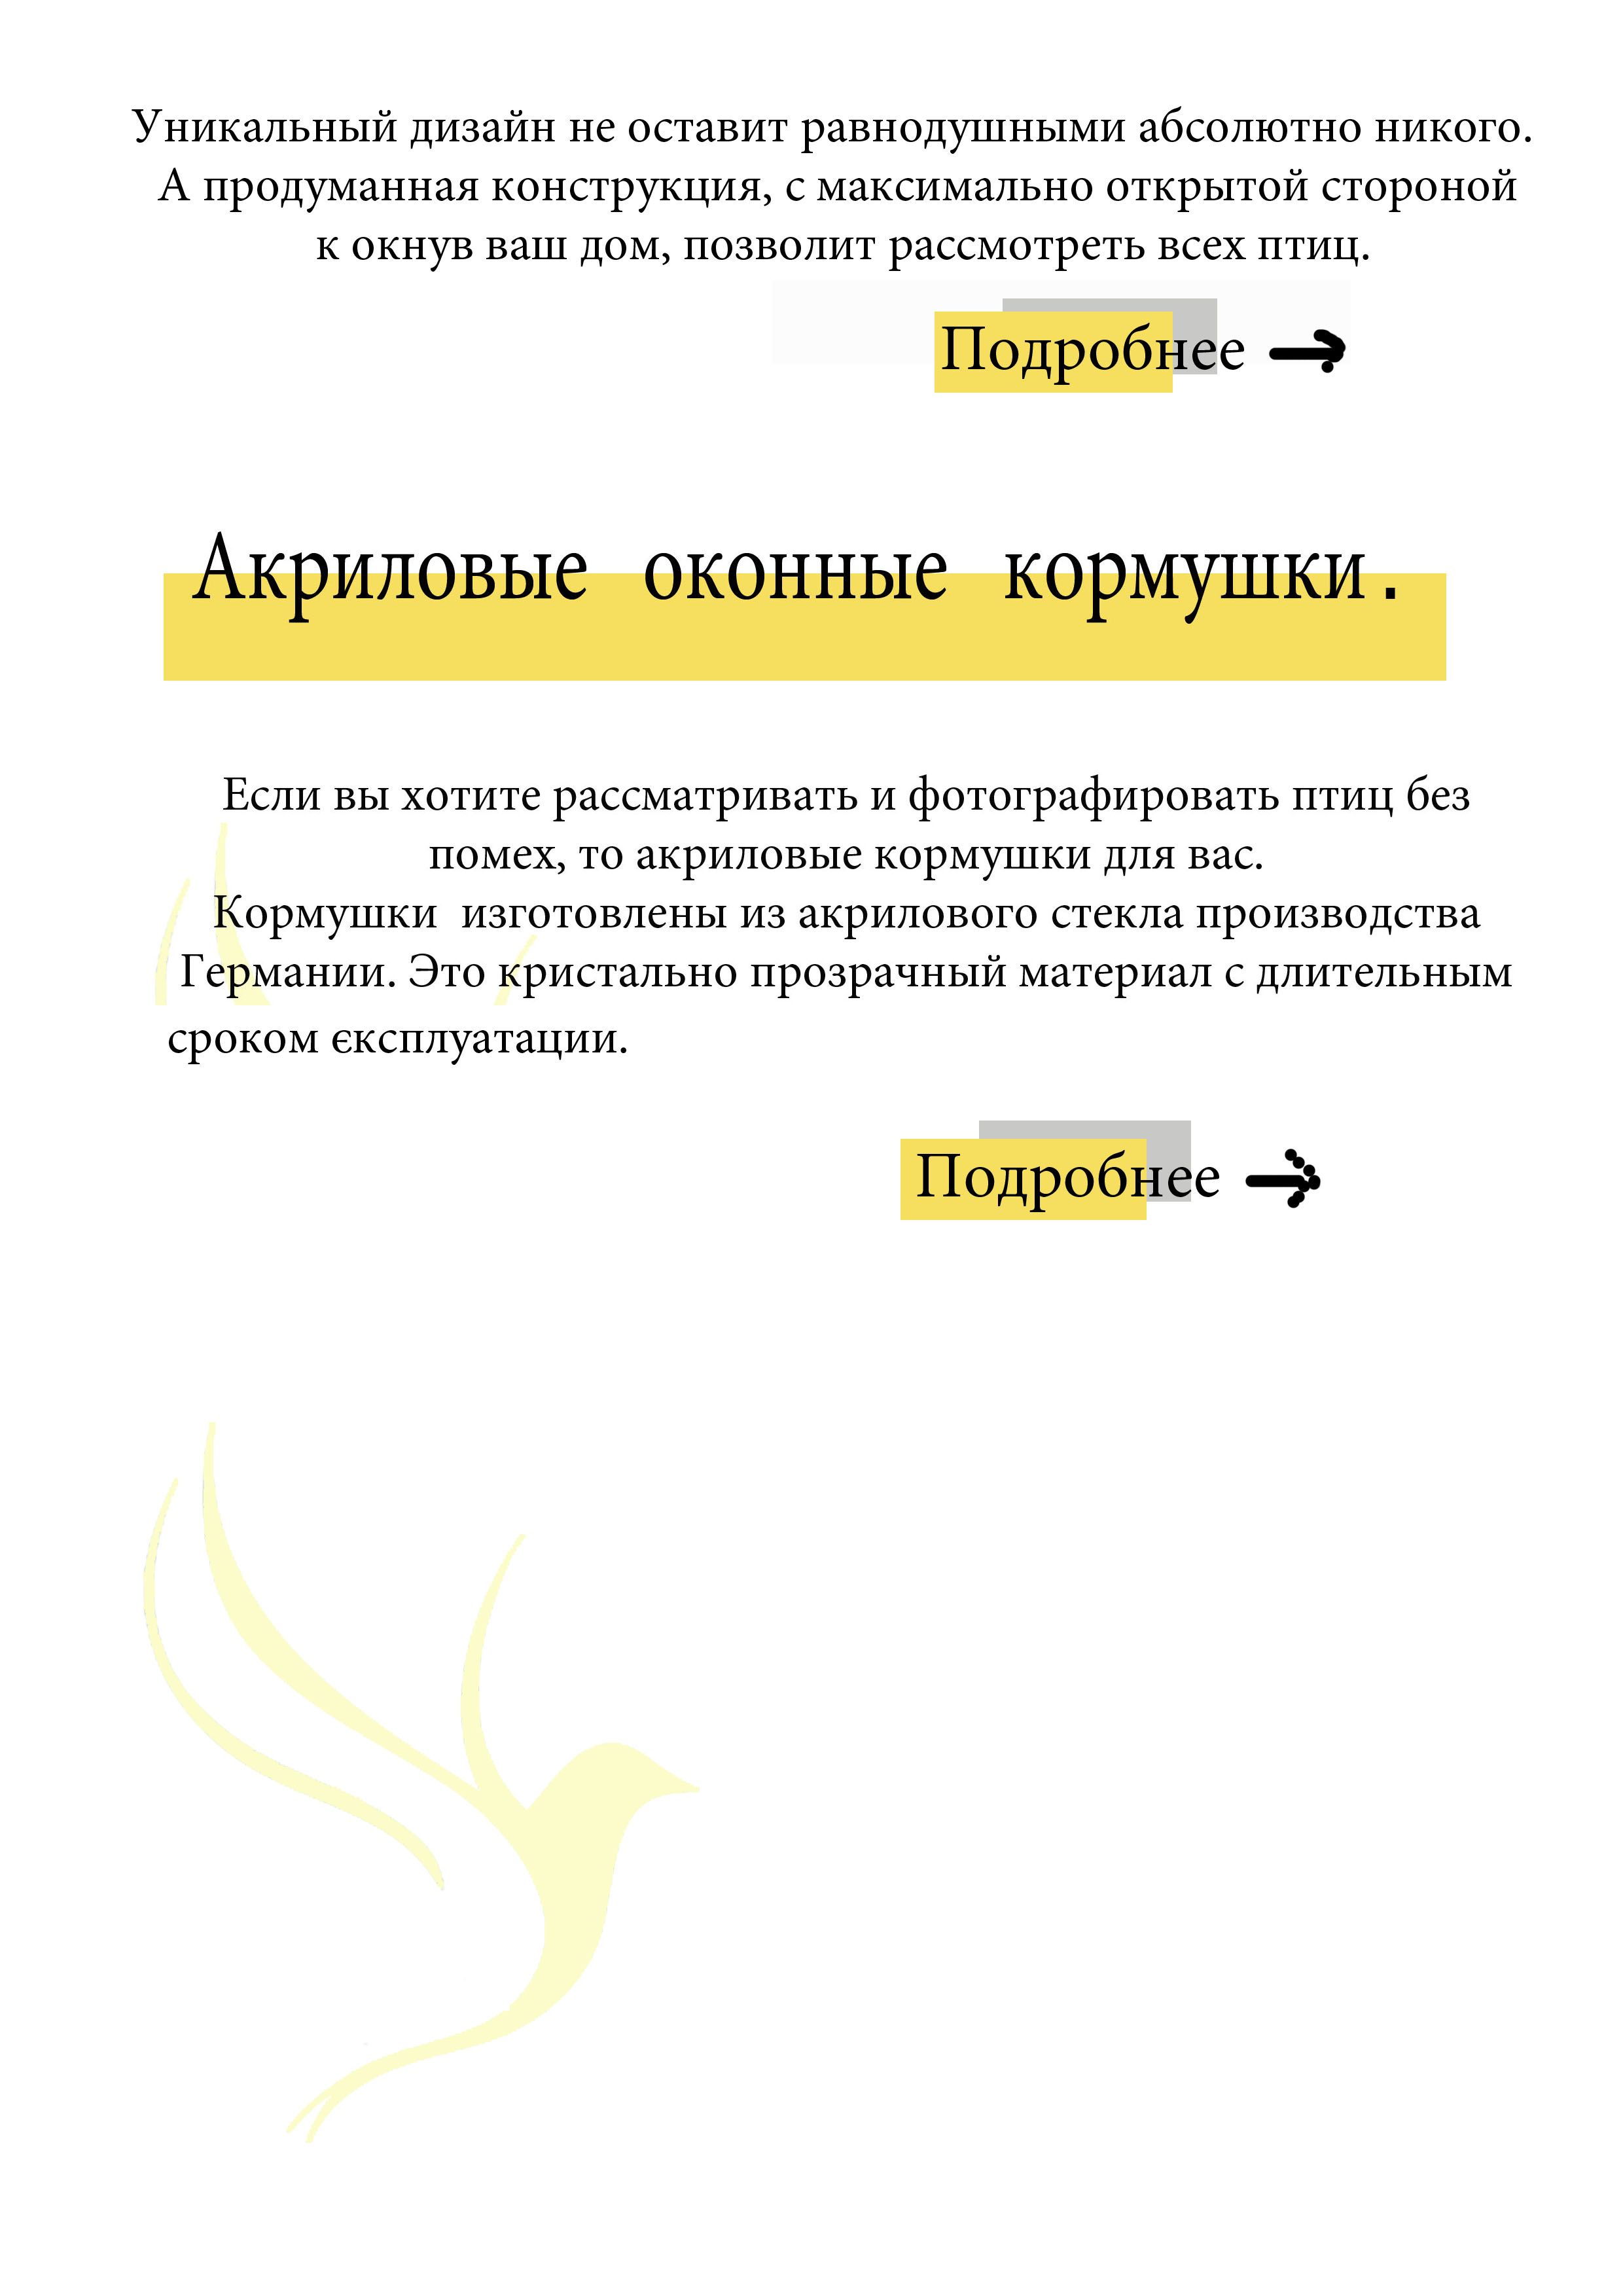 Уникальный дизайн не оставит равнодушными абсолютно никого.
А продуманная конструкция, с максимально открытой стороной
к окнув ваш дом, позволит рассмотреть всех птиц.
Подробнее
Акриловые оконные кормушки.
Если вы хотите рассматривать и фотографировать птиц без
помех, то акриловые кормушки для вас.
Кормушки изготовлены из акрилового стекла производства
Германии. Это кристально прозрачный материал с длительным
сроком єксплуатации.
Подробнее